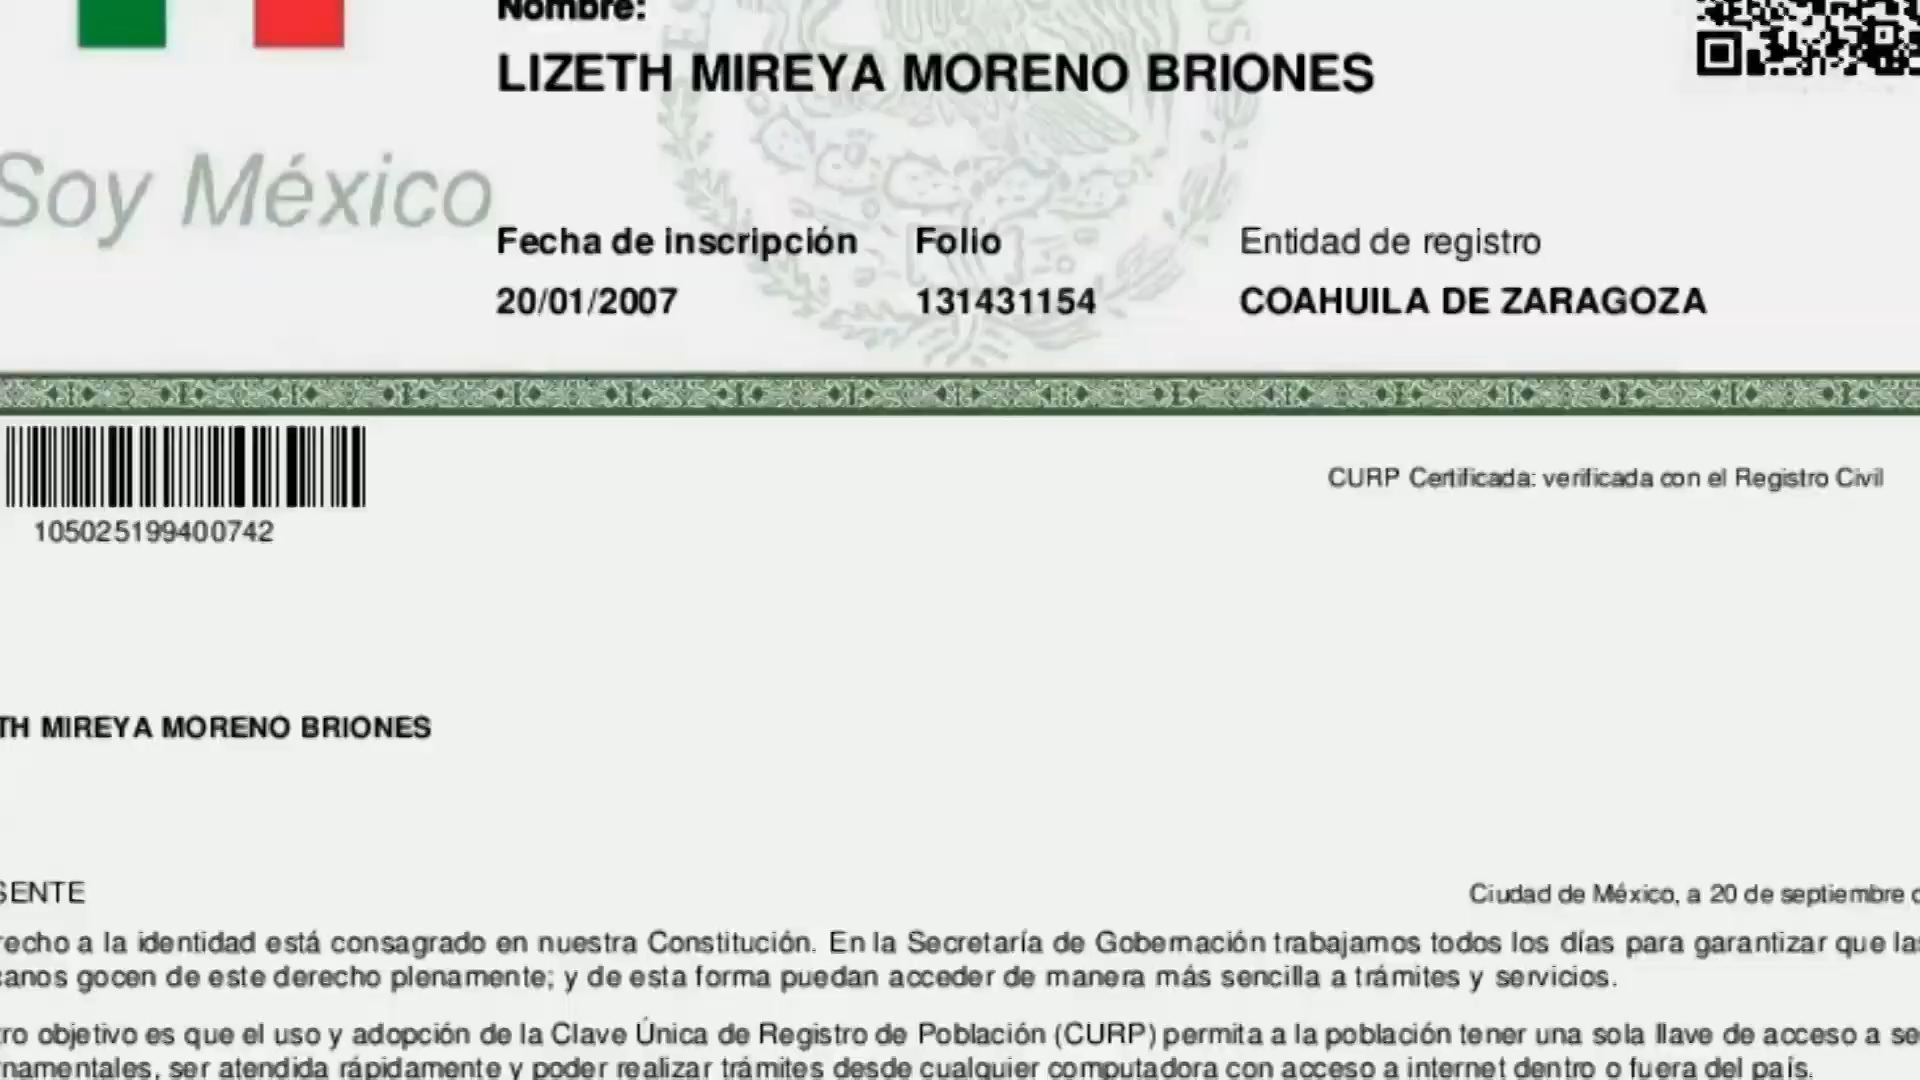 Nombre:
LIZETH MIREYA MORENO BRIONES
Soy México
Fecha de inscripción Folio Entidad de registro
20/01/2007 131431154 COAHUILA DE ZARAGOZA
CURP Certificada: verificada con el Registro Civil
105025199400742
TH MIREYA MORENO BRIONES
SENTE
Ciudad de México, a 20 de septiembre
recho a la identidad está consagrado en nuestra Constitución. En la Secretaría de Gobernación trabajamos todos los días para garantizar que las
canos gocen de este derecho plenamente; y de esta forma puedan acceder de manera más sencilla a trámites y servicios.
ro objetivo es que el uso y adopción de la Clave Única de Registro de Población (CURP) permita a la población tener una sola llave de acceso a se
namentales, ser atendida rápidamente y poder realizar trámites desde cualquier computadora con acceso a internet dentro o fuera del país.